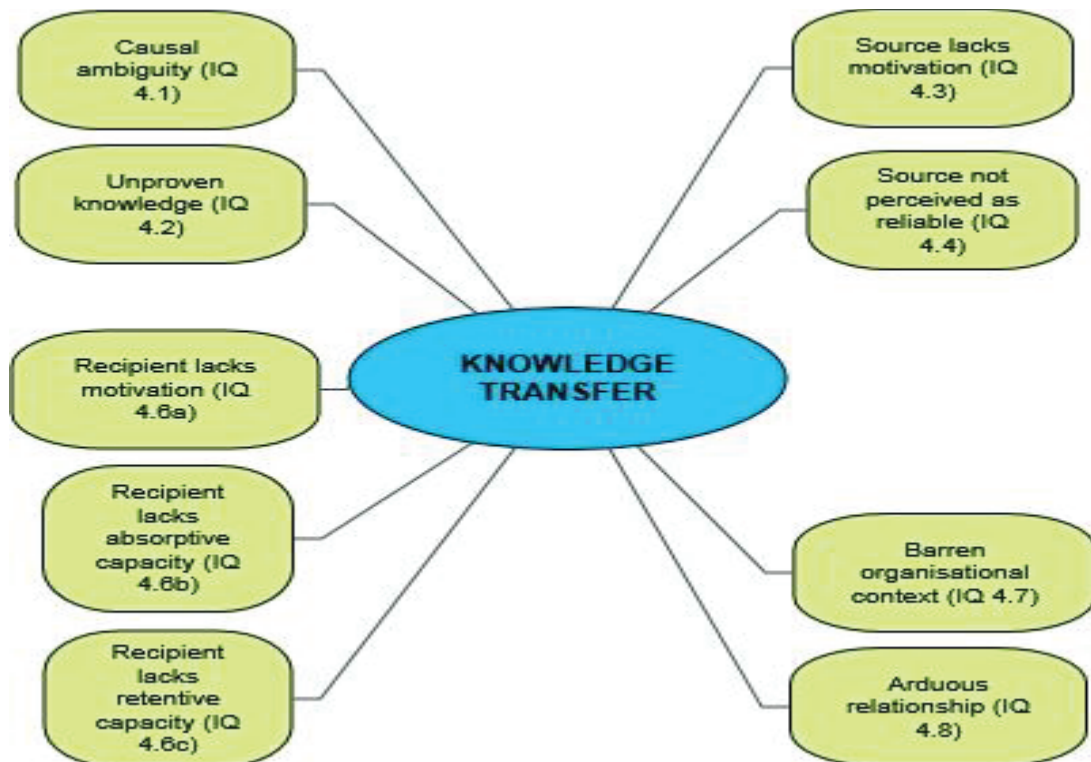 Causal
ambiguity (IQ
4.1)
Unproven
knowledge (IQ
4.2)
Source lacks
motivation (IQ
4.3)
Source not
perceived as
reliable (IQ
4.4)
KNOWLEDGE
TRANSFER
Recipient lacks
motivation (IQ
4.6a)
Recipient
lacks
absorptive
capacity (IQ
4.6b)
Recipient
lacks
retentive
capacity (IQ
4.6c)
Barren
organisational
context (IQ 4.7)
Arduous
relationship (IQ
4.8)